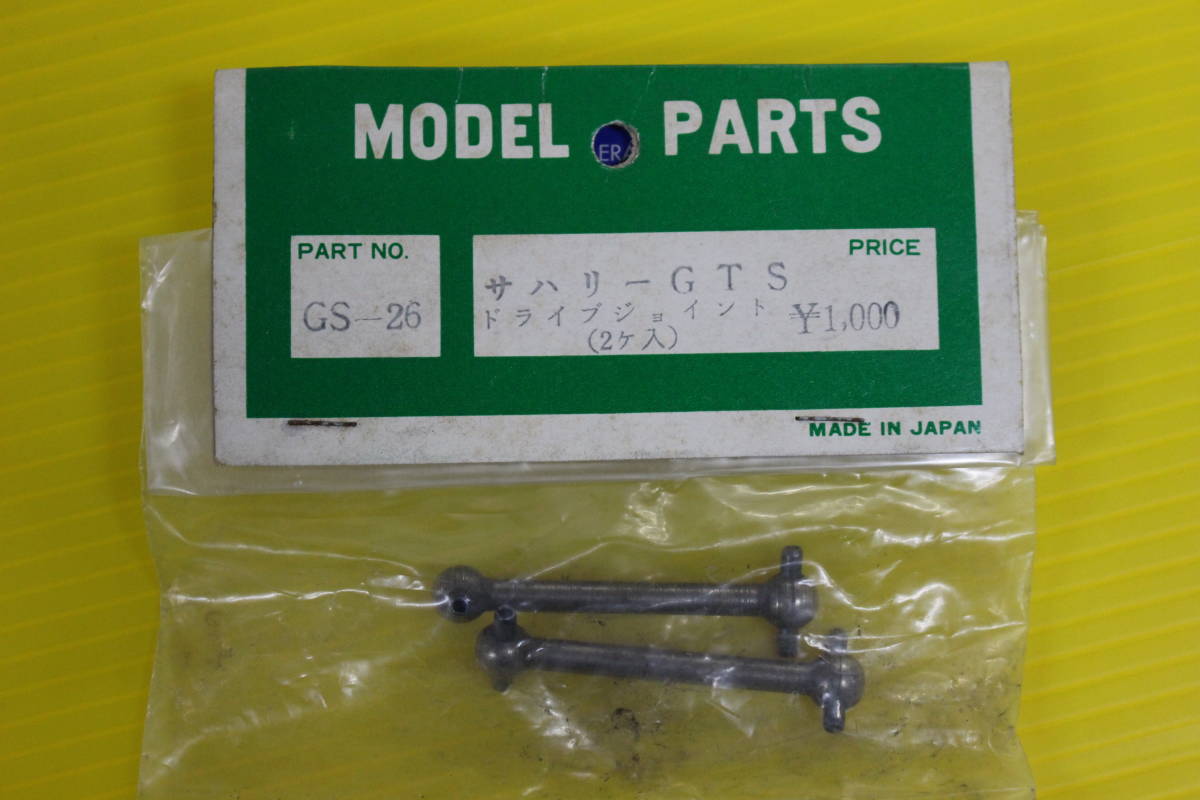 MODEL PARTS
ER
PART NO.
GS-26
PRICE
サハリーGTS
ドライブジョイント ¥1,000
(2ケ入)
MADE IN JAPAN